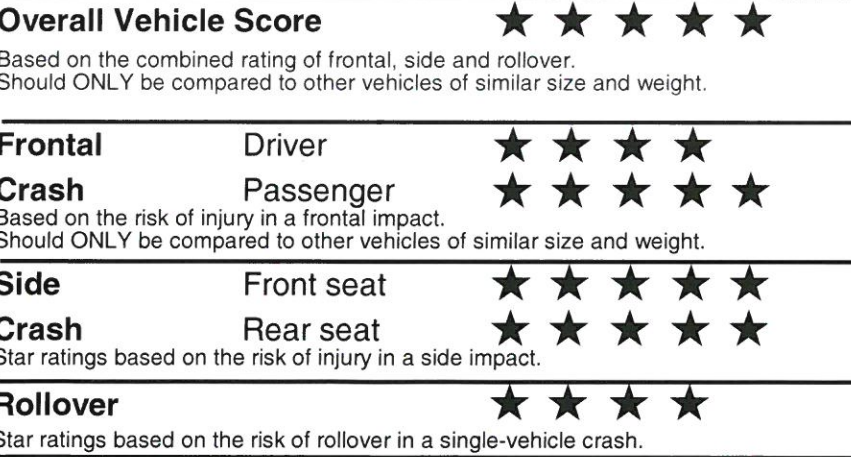 Overall Vehicle Score ★ ★ ★ ★ ★
Based on the combined rating of frontal, side and rollover.
Should ONLY be compared to other vehicles of similar size and weight.
Frontal Driver ★ ★ ★ ★
Crash Passenger ★ ★ ★ ★ ★
Based on the risk of injury in a frontal impact.
Should ONLY be compared to other vehicles of similar size and weight.
Side Front seat ★ ★ ★ ★ ★
Crash Rear seat ★ ★ ★ ★ ★
Star ratings based on the risk of injury in a side impact.
Rollover ★ ★ ★ ★
Star ratings based on the risk of rollover in a single-vehicle crash.